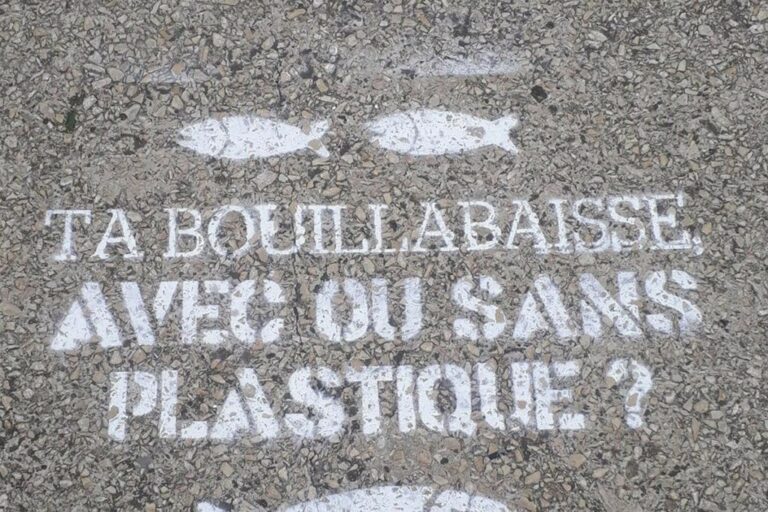 TA BOUILLABAISSE,
AVEC OU SANS
PLASTIQUE ?